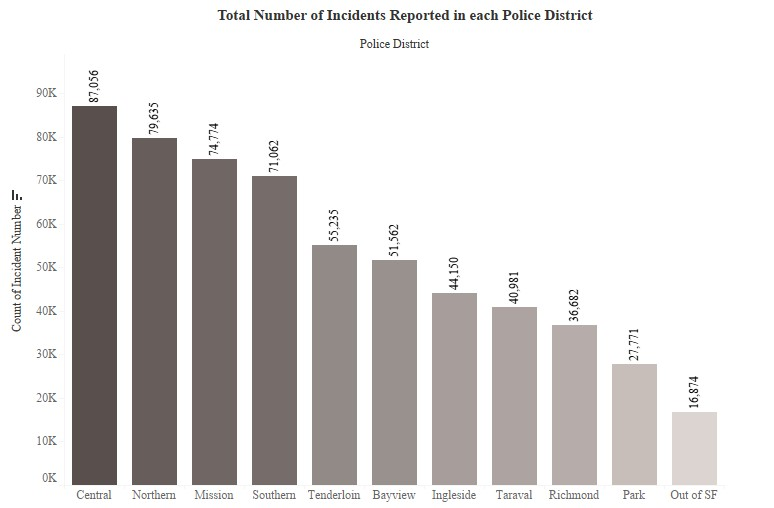 Total Number of Incidents Reported in each Police District
Police District
Count of Incident Number
90K
80K
70K
60K
50K
40K
30K
20K
10K
0K
87,056
79,635
74,774
71,062
55,235
51,562
44,150
40,981
36,682
27,771
16,874
Central
Northern
Mission
Southern
Tenderloin
Bayview
Ingleside
Taraval
Richmond
Park
Out of SF